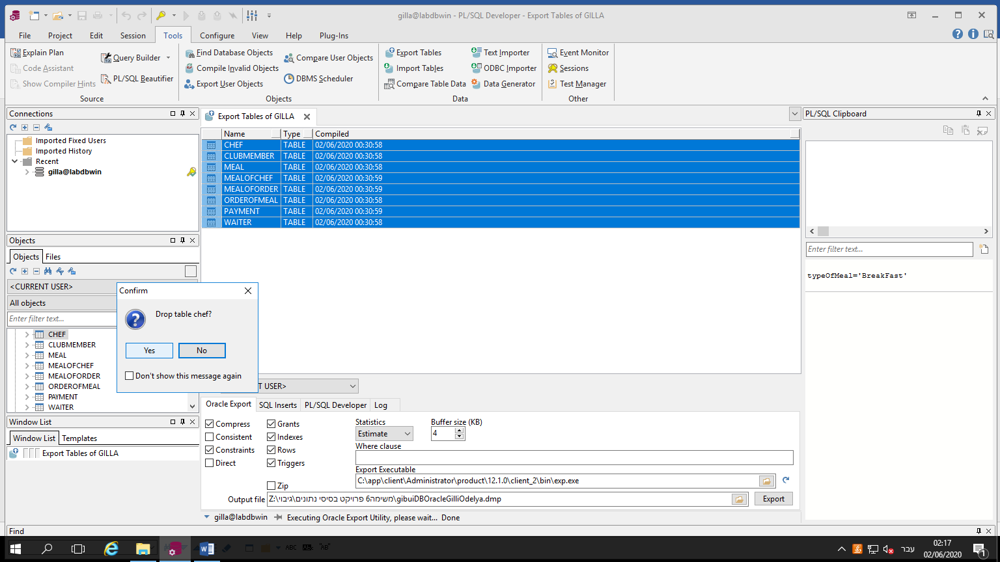 gilla@labdbwin - PL/SQL Developer - Export Tables of GILLA
File Project Edit Session Tools Configure View Help Plug-Ins
Explain Plan
Code Assistant
Show Compiler Hints
Query Builder
PL/SQL Beautifier
Source
Find Database Objects
Compile Invalid Objects
Export User Objects
Compare User Objects
DBMS Scheduler
Objects
Export Tables
Import Tables
Compare Table Data
Text Importer
ODBC Importer
Data Generator
Data
Event Monitor
Sessions
Test Manager
Other
Connections
Imported Fixed Users
Imported History
Recent
gilla@labdbwin
Objects
Objects Files
<CURRENT USER>
All objects
Enter filter text...
CHEF
CLUBMEMBER
MEAL
MEALOFCHEF
MEALOFORDER
ORDEROFMEAL
PAYMENT
WAITER
Window List
Window List Templates
Export Tables of GILLA
Export Tables of GILLA
Name Type Compiled
CHEF TABLE 02/06/2020 00:30:58
CLUBMEMBER TABLE 02/06/2020 00:30:58
MEAL TABLE 02/06/2020 00:30:58
MEALOFCHEF TABLE 02/06/2020 00:30:59
MEALOFORDER TABLE 02/06/2020 00:30:59
ORDEROFMEAL TABLE 02/06/2020 00:30:58
PAYMENT TABLE 02/06/2020 00:30:59
WAITER TABLE 02/06/2020 00:30:58
Confirm
Drop table chef?
Yes No
Don't show this message again
T USER>
Oracle Export SQL Inserts PL/SQL Developer Log
Compress
Consistent
Constraints
Direct
Grants
Indexes
Rows
Triggers
Zip
Statistics
Estimate
Buffer size (KB)
4
Where clause
Export Executable
C:\app\client\Administrator\product\12.1.0\client_2\bin\exp.exe
Output file Z:\משימה6 פרויקט בסיסי נתונים\גיבוי\gibuiDBOracleGilliOdelya.dmp Export
gilla@labdbwin Executing Oracle Export Utility, please wait... Done
PL/SQL Clipboard
Enter filter text...
typeOfMeal='BreakFast'
Find
ABC "AB"
עבר
02:17
02/06/2020
1